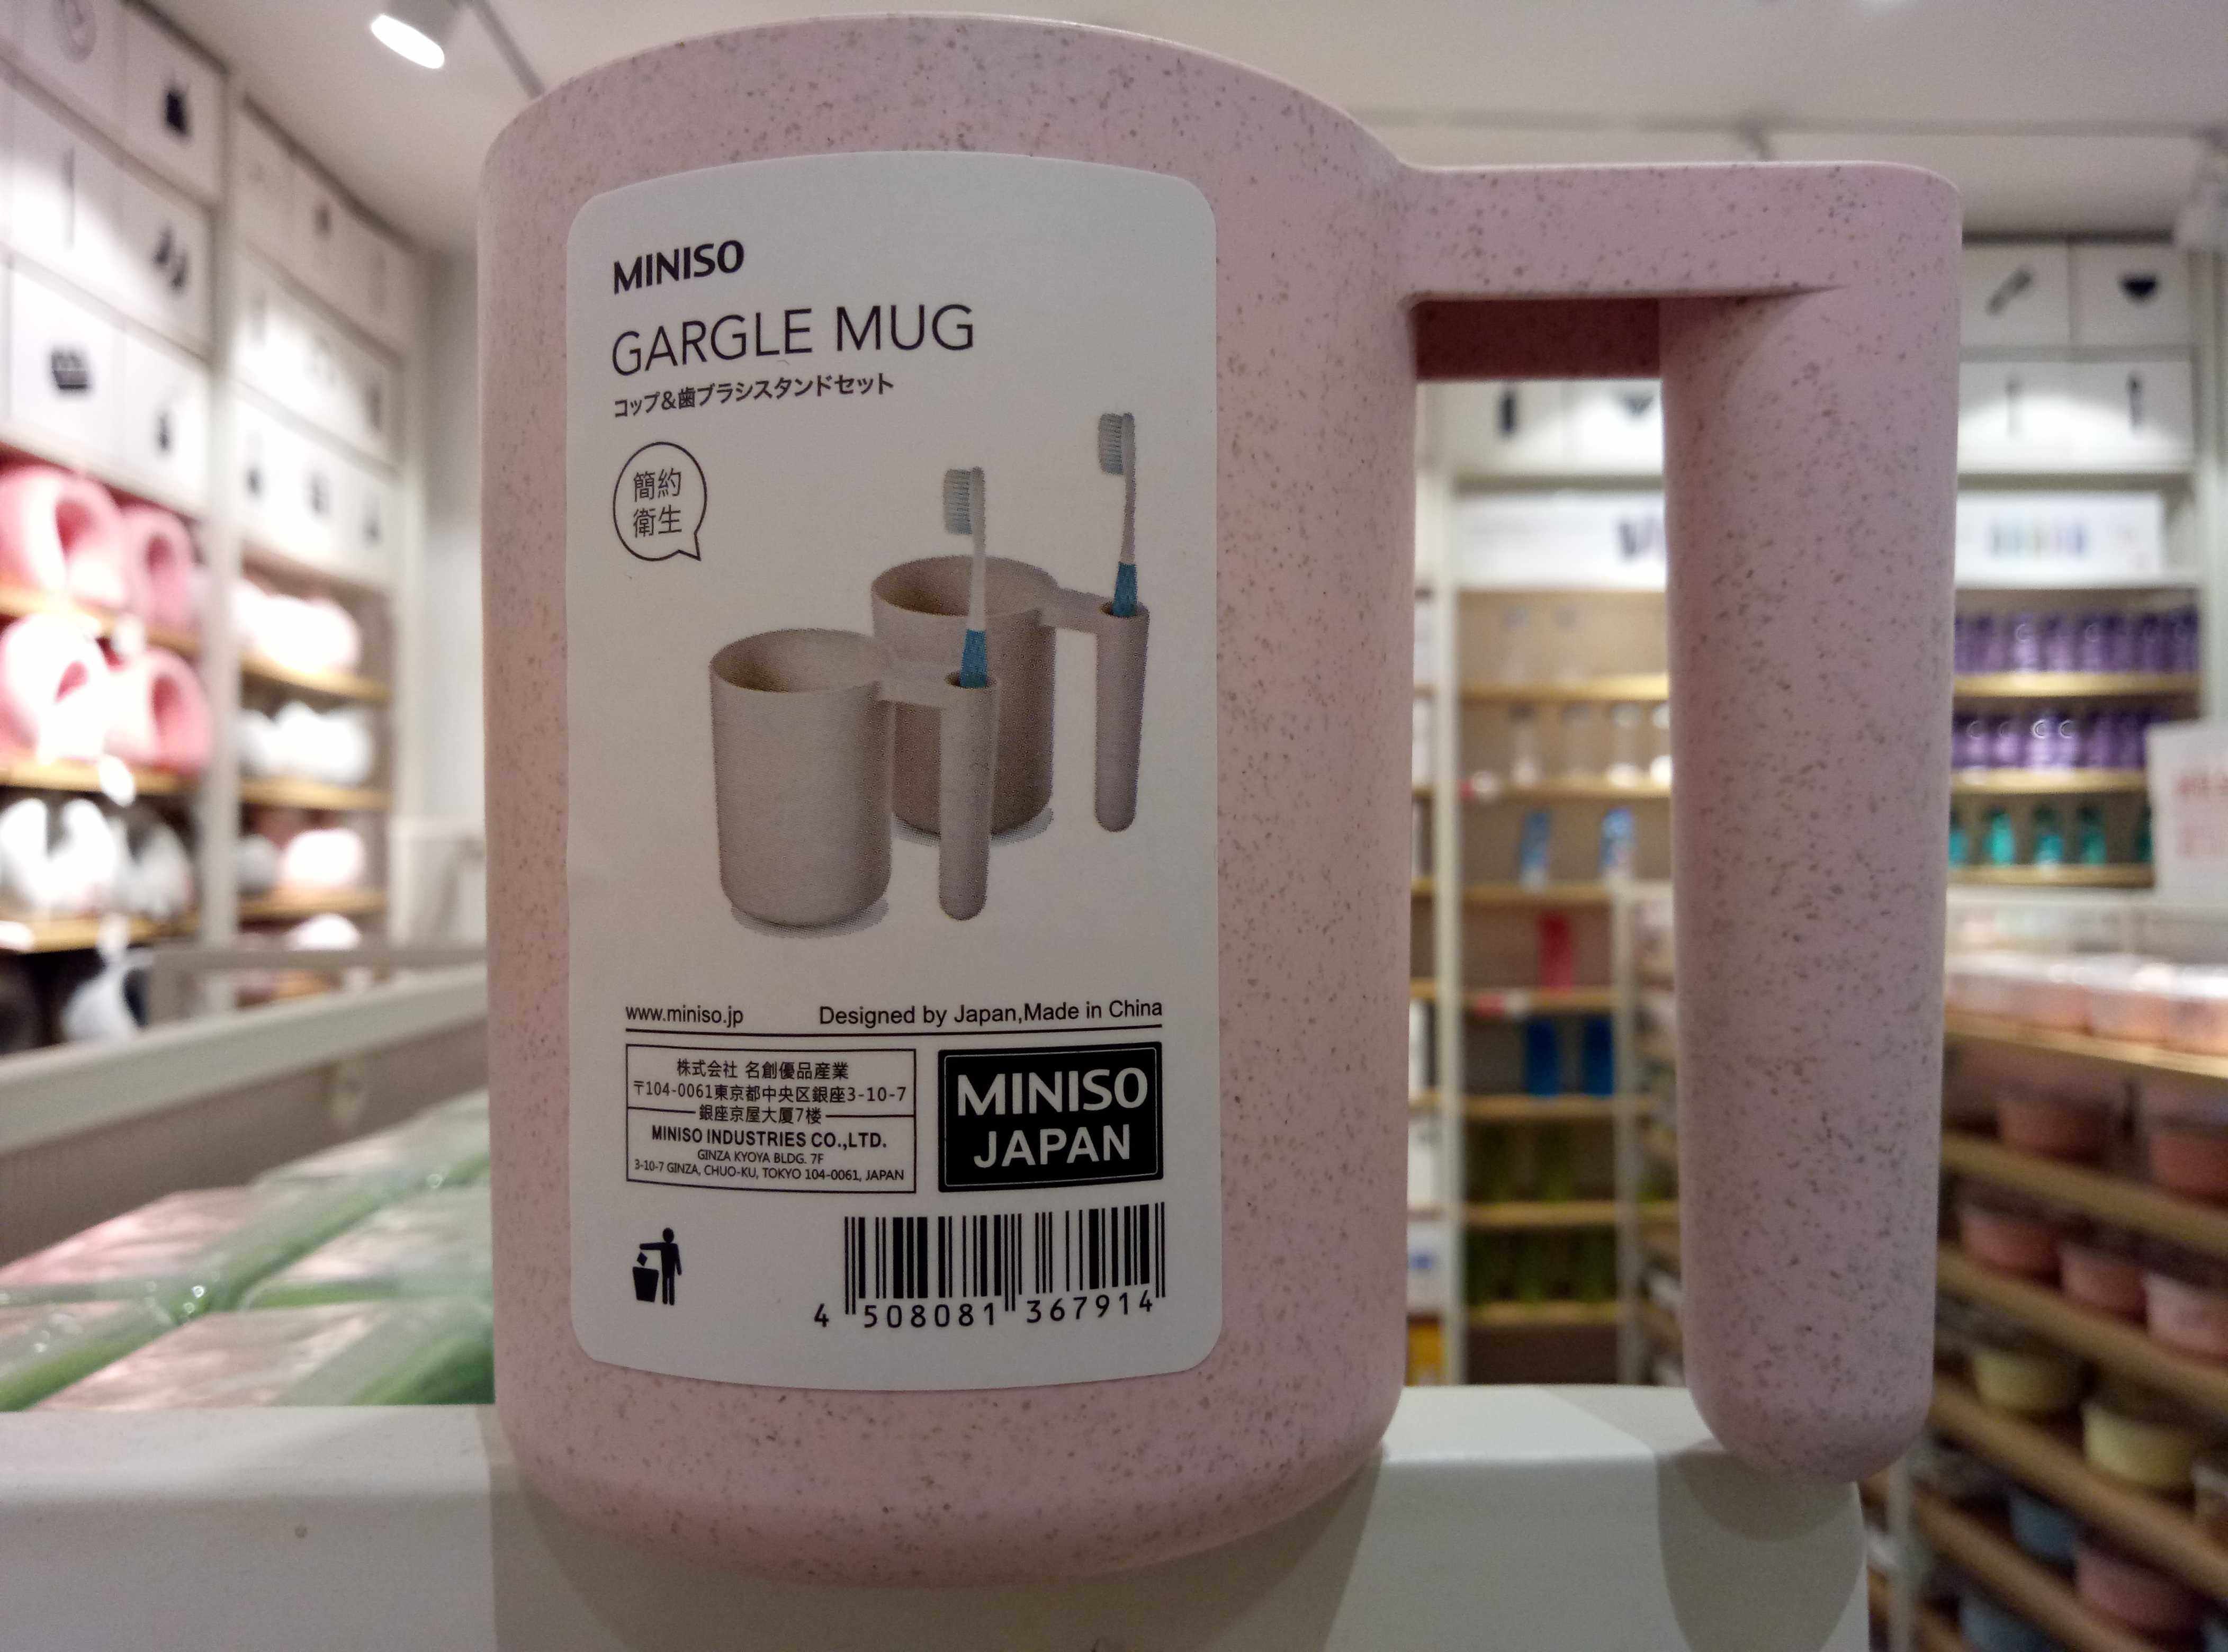 MINISO
GARGLE MUG
コップ&歯ブラシスタンドセット
簡約
衛生
www.miniso.jp
Designed by Japan,Made in China
株式会社 名創優品産業
〒104-0061東京都中央区銀座3-10-7
銀座京屋大厦7楼
MINISO INDUSTRIES CO.,LTD.
GINZA KYOYA BLDG. 7F
3-10-7 GINZA, CHUO-KU, TOKYO 104-0061, JAPAN
MINISO
JAPAN
4 508081 367914